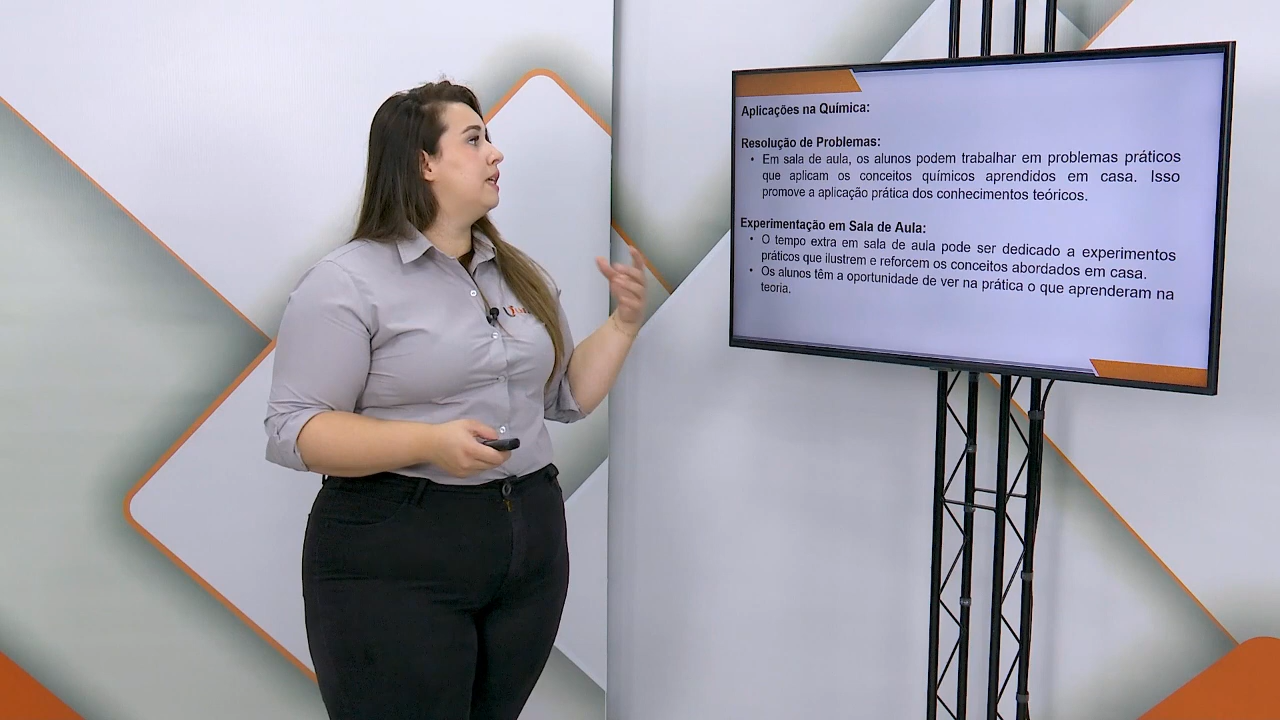 Aplicações na Química:
Resolução de Problemas:
• Em sala de aula, os alunos podem trabalhar em problemas práticos
que aplicam os conceitos químicos aprendidos em casa. Isso
promove a aplicação prática dos conhecimentos teóricos.
Experimentação em Sala de Aula:
• O tempo extra em sala de aula pode ser dedicado a experimentos
práticos que ilustrem e reforcem os conceitos abordados em casa.
• Os alunos têm a oportunidade de ver na prática o que aprenderam na
teoria.